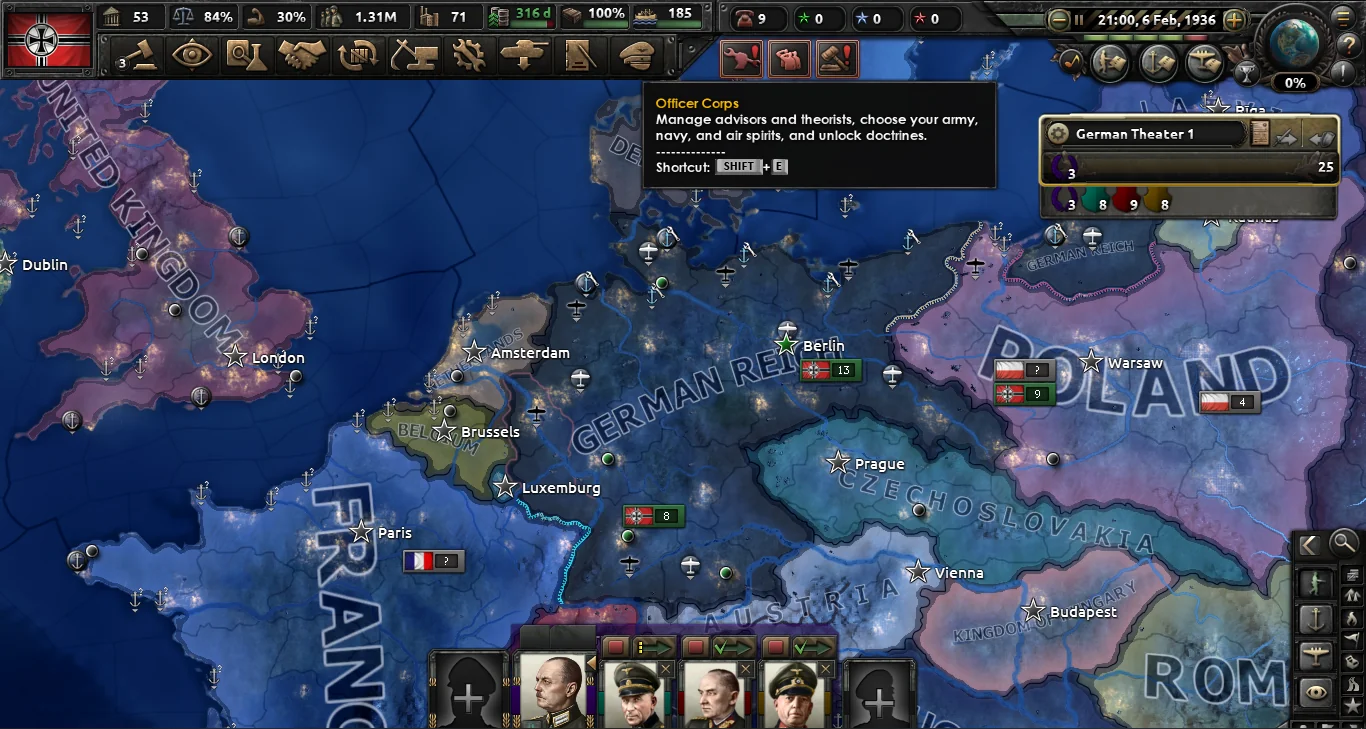 53
84%
30%
1.31M
71
316 d
100%
185
9
0
0
0
21:00, 6 Feb, 1936
3
0%
Officer Corps
Manage advisors and theorists, choose your army,
navy, and air spirits, and unlock doctrines.
--------------
Shortcut: SHIFT + E
German Theater 1
3
25
3
8
9
8
Riga
Kaunas
UNITED KINGDOM
Dublin
London
GERMAN REICH
Amsterdam
NETHERLANDS
Berlin
13
GERMAN REICH
POLAND
Warsaw
?
9
4
BELGIUM
Brussels
Luxemburg
Prague
CZECHOSLOVAKIA
8
FRANC
Paris
?
Vienna
AUSTRIA
Budapest
KINGDOM OF HUNGARY
ROM